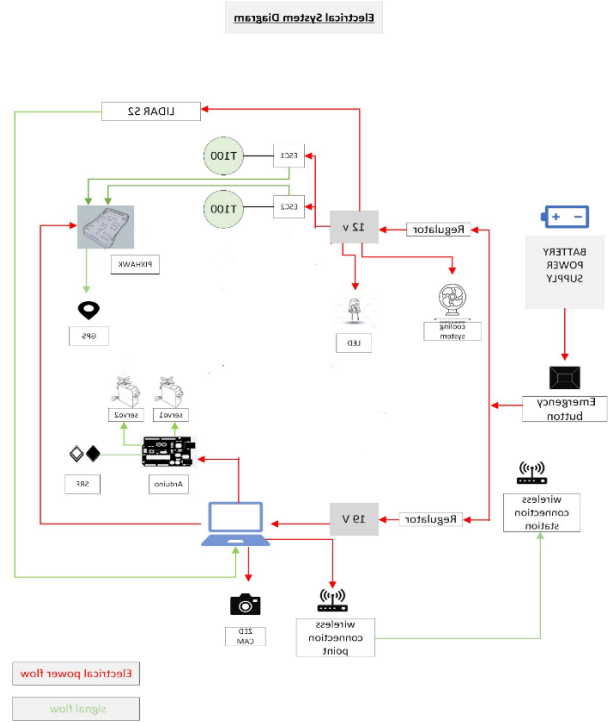 Electrical System Diagram
LIDAR S2
T100
ESC1
T100
ESC2
12 v
Regulator
BATTERY
POWER
SUPPLY
PIXHAWK
GPS
LED
cooling
system
Emergency
button
servo2
servo1
SRF
Arduino
19 V
Regulator
wireless
connection
station
ZED
CAM
wireless
connection
point
Electrical power flow
signal flow